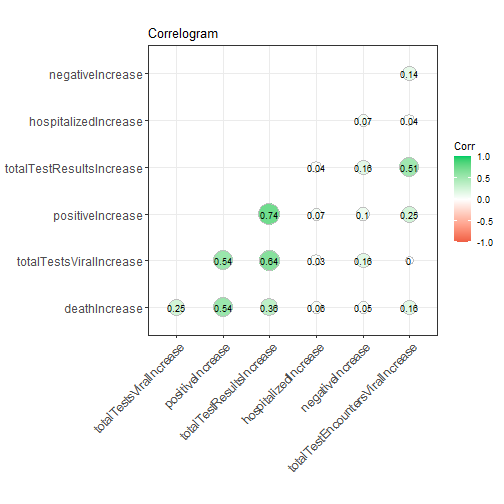 Correlogram
negativeIncrease 0.14
hospitalizedIncrease 0.07 0.04
totalTestResultsIncrease 0.04 0.16 0.51
positiveIncrease 0.74 0.07 0.1 0.25
totalTestsViralIncrease 0.54 0.64 0.03 0.16 0
deathIncrease 0.25 0.54 0.36 0.06 0.05 0.16
totalTestsViralIncrease
positiveIncrease
totalTestResultsIncrease
hospitalizedIncrease
negativeIncrease
totalTestEncountersViralIncrease
Corr
1.0
0.5
0.0
-0.5
-1.0